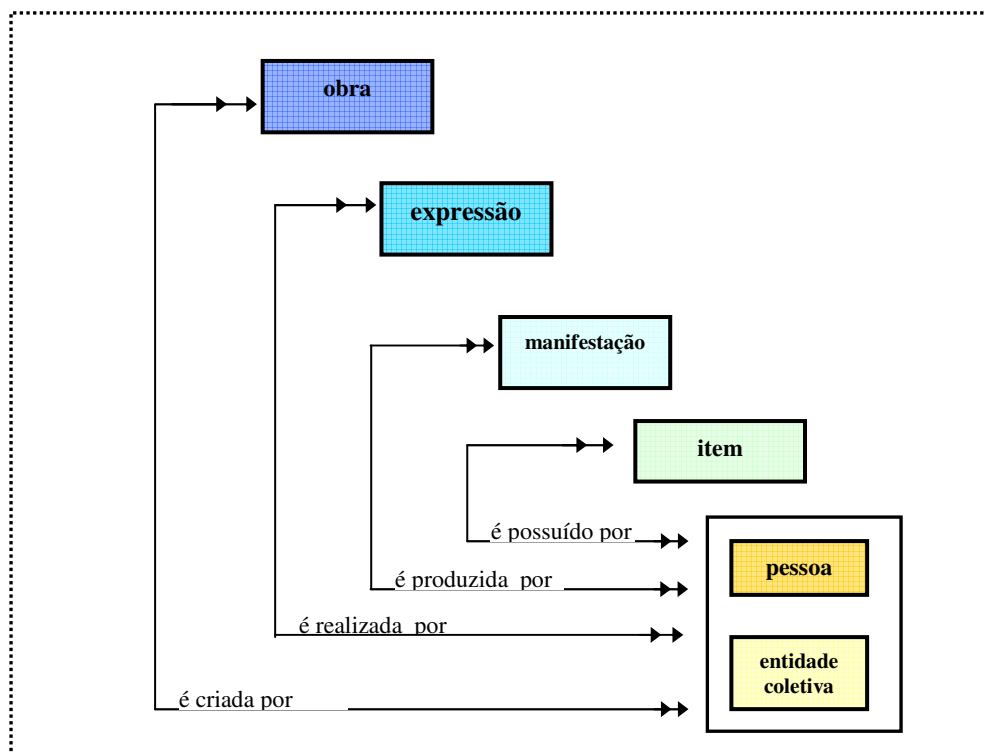 obra
expressão
manifestação
item
é possuído por
pessoa
é produzida por
é realizada por
entidade
coletiva
é criada por